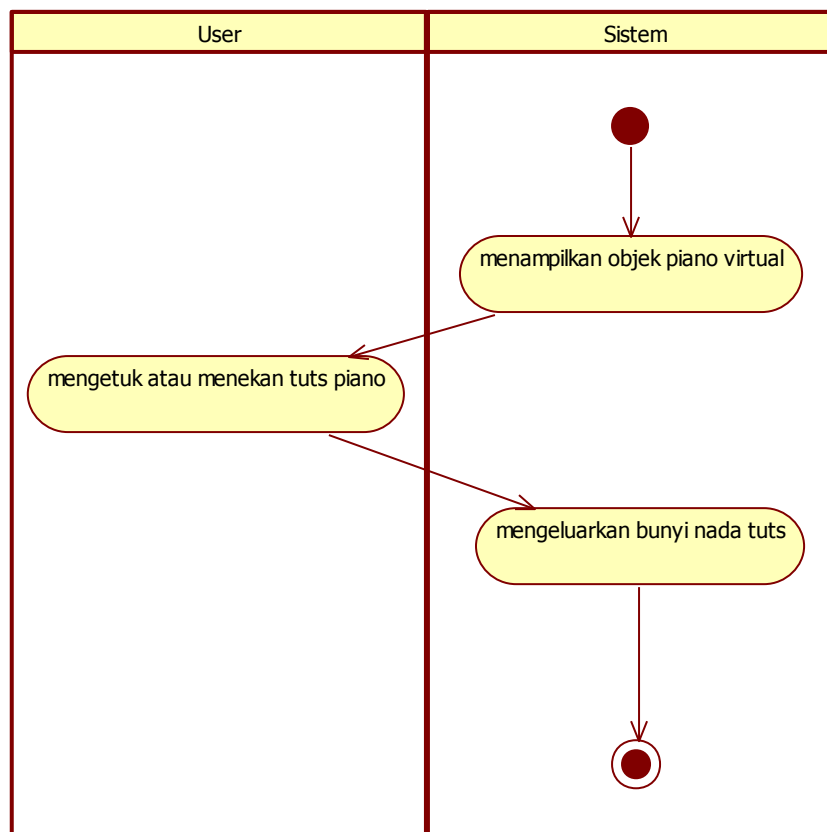 User
Sistem
menampilkan objek piano virtual
mengetuk atau menekan tuts piano
mengeluarkan bunyi nada tuts